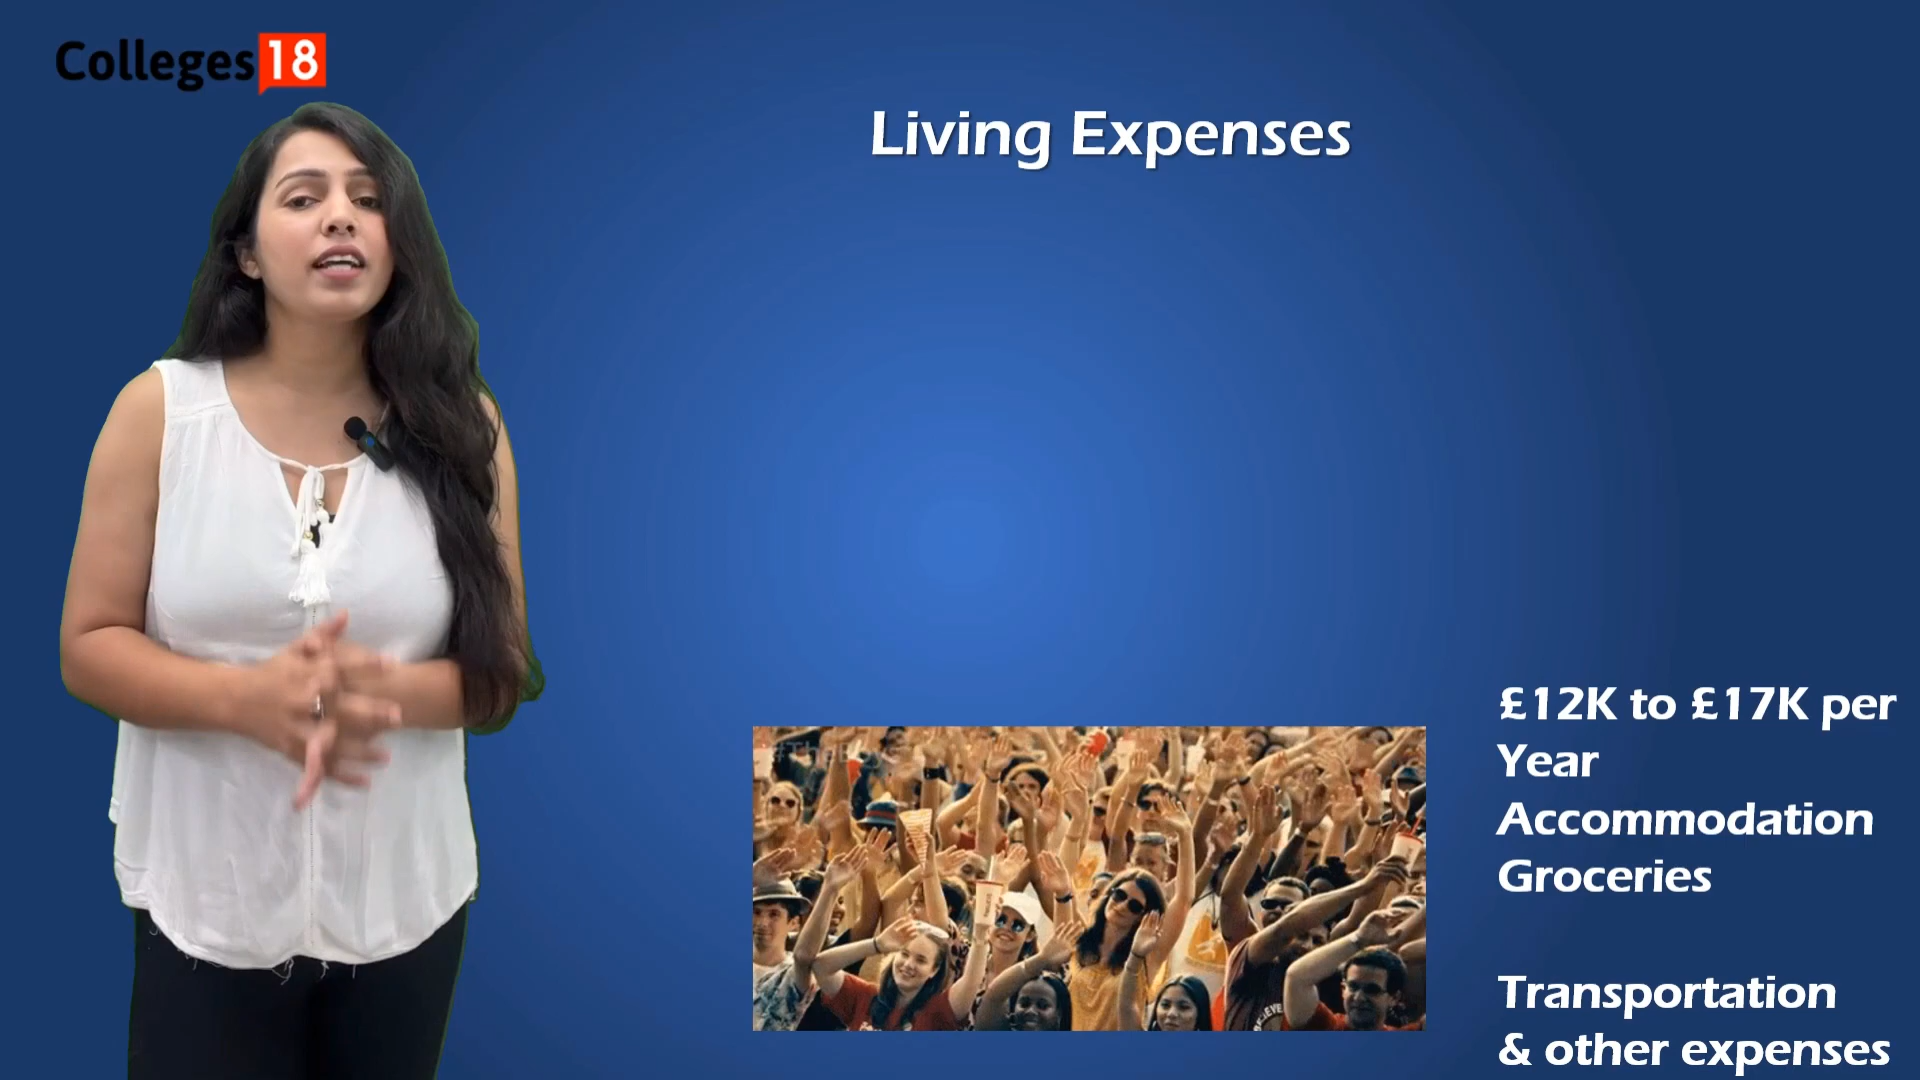 Colleges18
Living Expenses
£12K to £17K per
Year
Accommodation
Groceries
Transportation
& other expenses